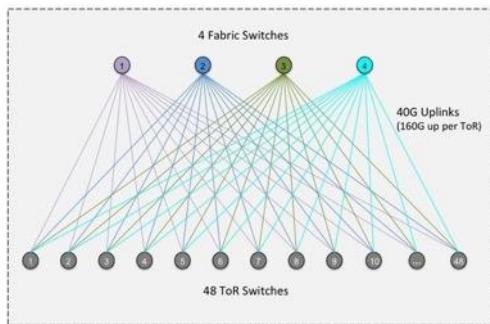 4 Fabric Switches
1 2 3 4
40G Uplinks
(160G up per ToR)
1 2 3 4 5 6 7 8 9 10 ... 48
48 ToR Switches